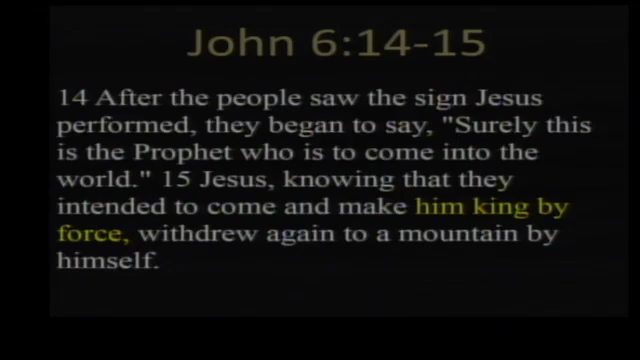 John 6:14-15
14 After the people saw the sign Jesus
performed, they began to say, "Surely this
is the Prophet who is to come into the
world." 15 Jesus, knowing that they
intended to come and make him king by
force, withdrew again to a mountain by
himself.